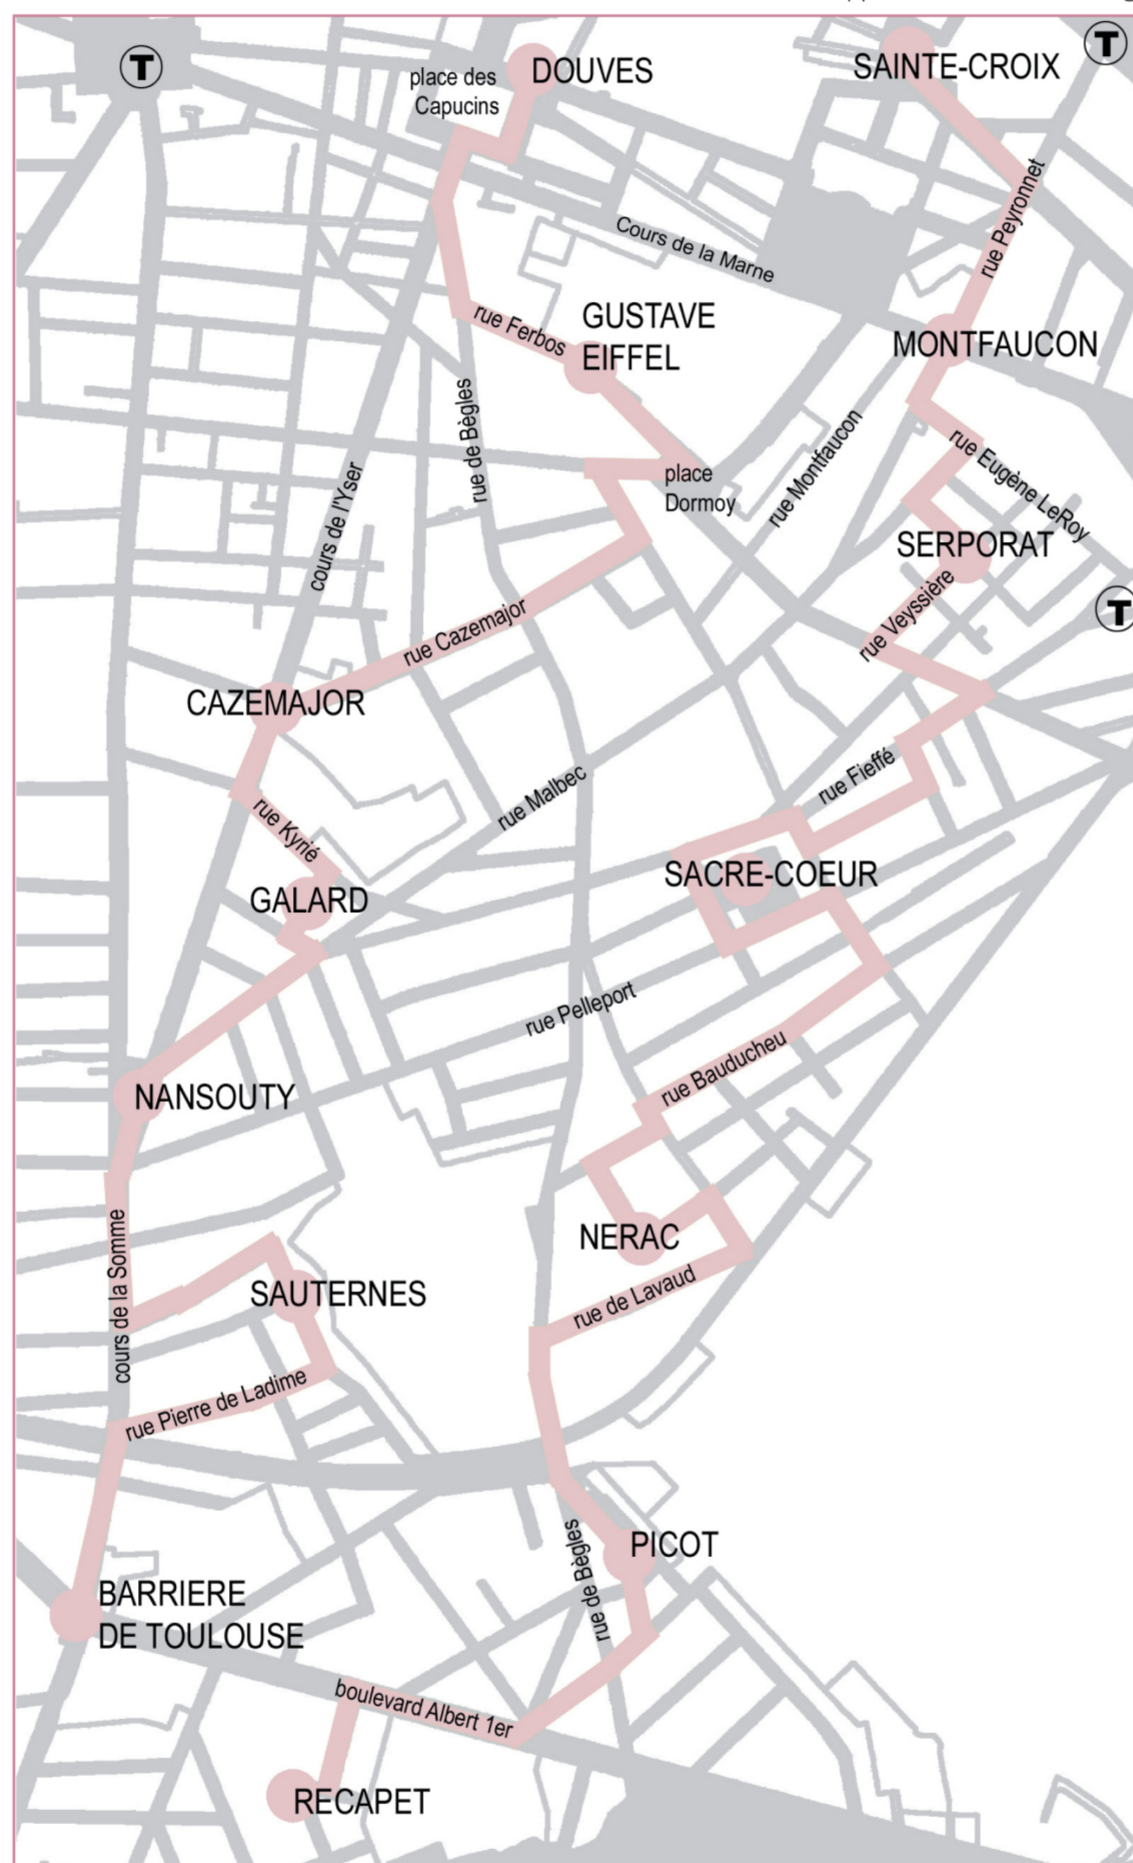 T
DOUVES
SAINTE-CROIX
T
place des
Capucins
rue Peyronnet
Cours de la Marne
rue Ferbos
GUSTAVE
EIFFEL
MONTFAUCON
rue de Bègles
rue Montfaucon
rue Eugène LeRoy
cours de l'Yser
place
Dormoy
SERPORAT
rue Veyssière
T
rue Cazemajor
CAZEMAJOR
rue Malbec
rue Fieffé
rue Kyrié
SACRE-COEUR
GALARD
rue Pelleport
rue Bauducheu
NANSOUTY
NERAC
cours de la Somme
SAUTERNES
rue de Lavaud
rue Pierre de Ladime
PICOT
rue de Bègles
BARRIERE
DE TOULOUSE
boulevard Albert 1er
RECAPET